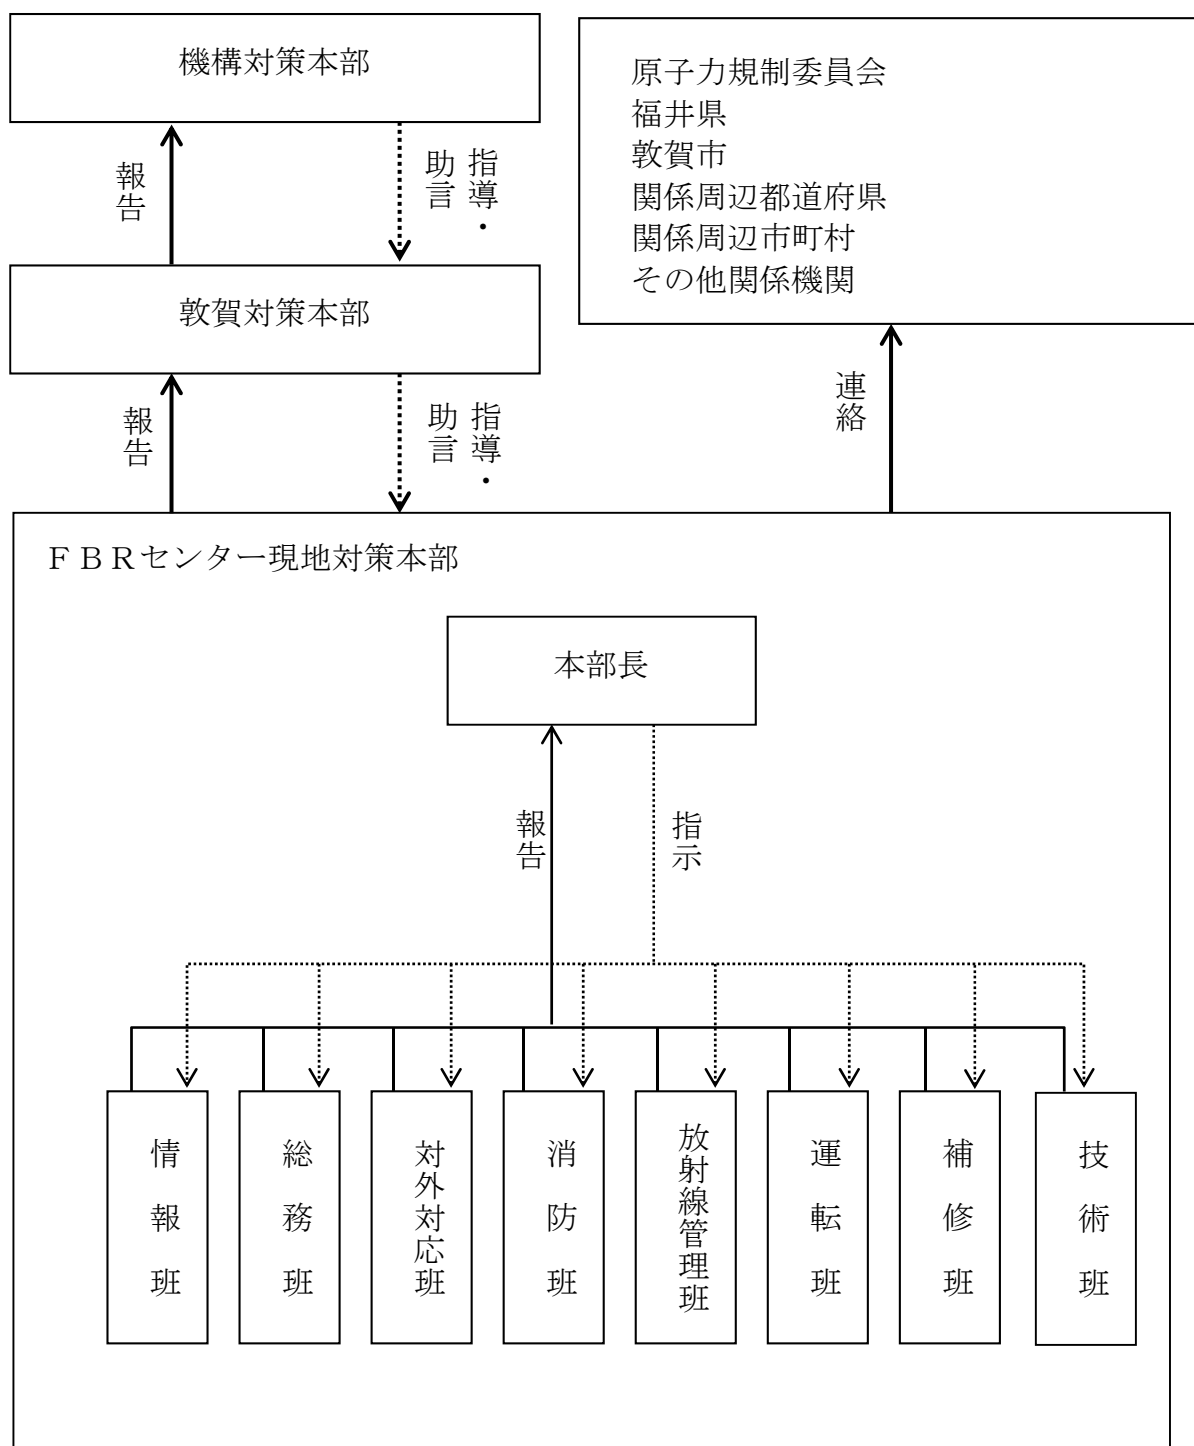 機構対策本部
原子力規制委員会
福井県
敦賀市
関係周辺都道府県
関係周辺市町村
その他関係機関
報告
指導・
助言
敦賀対策本部
報告
指導・
助言
連絡
ＦＢＲセンター現地対策本部
本部長
報告
指示
情報班
総務班
対外対応班
消防班
放射線管理班
運転班
補修班
技術班